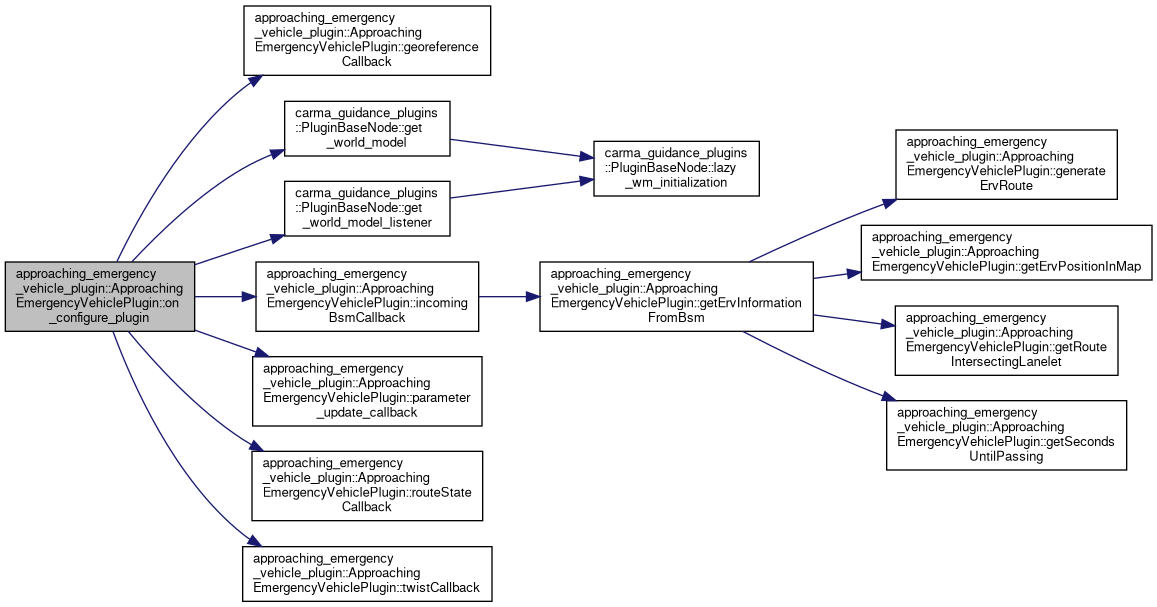 approaching_emergency
_vehicle_plugin::Approaching
EmergencyVehiclePlugin::on
_configure_plugin
approaching_emergency
_vehicle_plugin::Approaching
EmergencyVehiclePlugin::georeference
Callback
carma_guidance_plugins
::PluginBaseNode::get
_world_model
carma_guidance_plugins
::PluginBaseNode::get
_world_model_listener
approaching_emergency
_vehicle_plugin::Approaching
EmergencyVehiclePlugin::incoming
BsmCallback
approaching_emergency
_vehicle_plugin::Approaching
EmergencyVehiclePlugin::parameter
_update_callback
approaching_emergency
_vehicle_plugin::Approaching
EmergencyVehiclePlugin::routeState
Callback
approaching_emergency
_vehicle_plugin::Approaching
EmergencyVehiclePlugin::twistCallback
carma_guidance_plugins
::PluginBaseNode::lazy
_wm_initialization
approaching_emergency
_vehicle_plugin::Approaching
EmergencyVehiclePlugin::getErvInformation
FromBsm
approaching_emergency
_vehicle_plugin::Approaching
EmergencyVehiclePlugin::generate
ErvRoute
approaching_emergency
_vehicle_plugin::Approaching
EmergencyVehiclePlugin::getErvPositionInMap
approaching_emergency
_vehicle_plugin::Approaching
EmergencyVehiclePlugin::getRoute
IntersectingLanelet
approaching_emergency
_vehicle_plugin::Approaching
EmergencyVehiclePlugin::getSeconds
UntilPassing